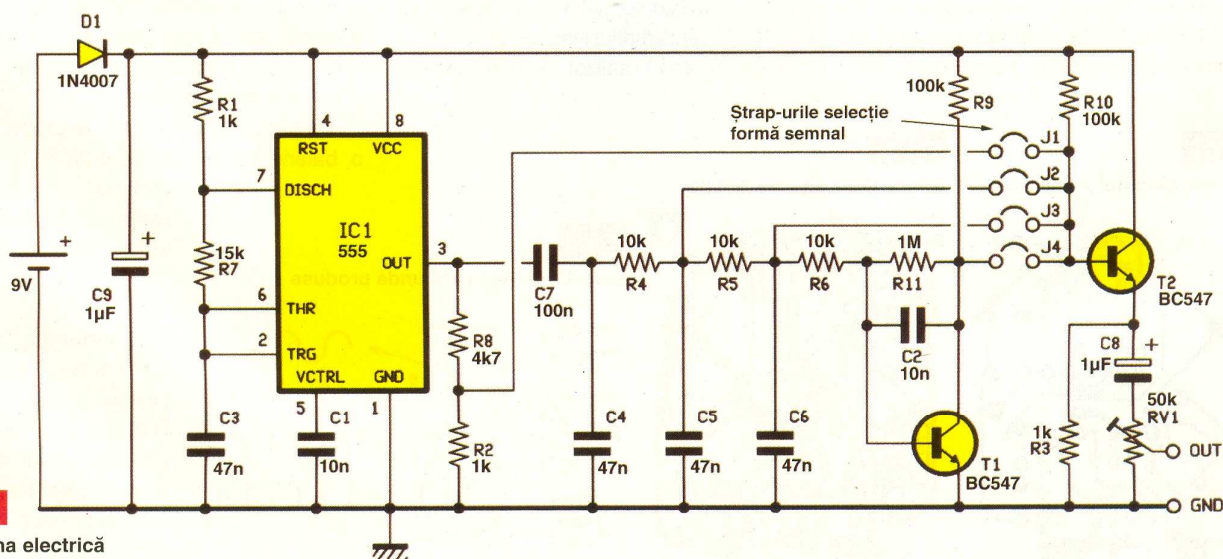 D1
1N4007
R1
1k
4
8
RST
VCC
7
DISCH
IC1
555
OUT
3
15k
R7
6
THR
2
TRG
VCTRL
GND
5
1
9V
+
+
C9
1µF
C3
47n
C1
10n
R8
4k7
R2
1k
C7
100n
10k
R4
10k
R5
10k
R6
1M
R11
C2
10n
C4
47n
C5
47n
C6
47n
T1
BC547
100k
R9
R10
100k
Ștrap-urile selecție
formă semnal
J1
J2
J3
J4
T2
BC547
C8
+
1µF
50k
RV1
1k
R3
OUT
GND
na electrică